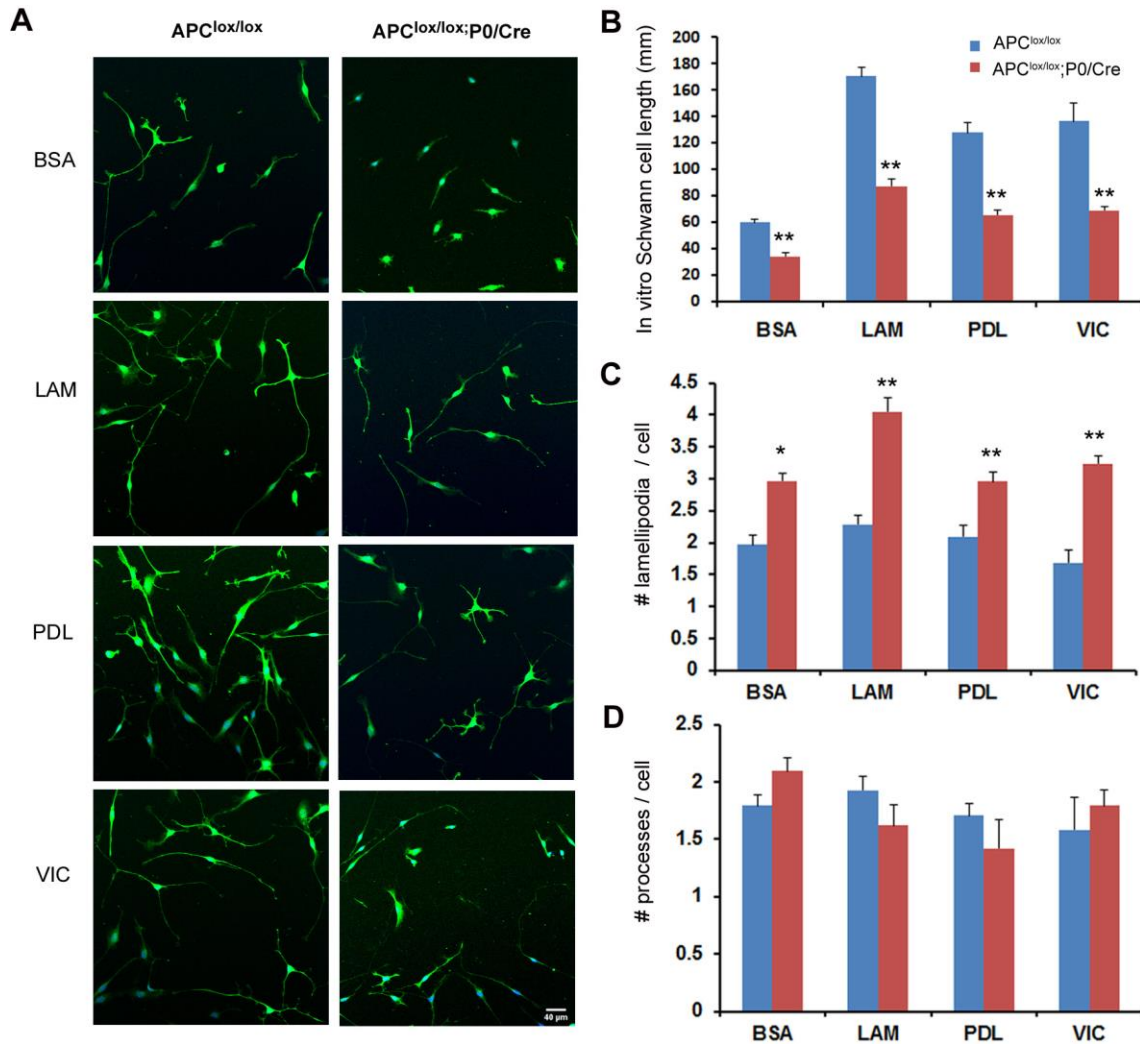 A
APClox/lox
APClox/lox;P0/Cre
BSA
LAM
PDL
VIC
40 µm
B
In vitro Schwann cell length (mm)
200
180
160
140
120
100
80
60
40
20
0
APClox/lox
APClox/lox;P0/Cre
**
**
**
**
BSA LAM PDL VIC
C
# lamellipodia / cell
4.5
4
3.5
3
2.5
2
1.5
1
0.5
0
*
**
**
**
BSA LAM PDL VIC
D
# processes / cell
2.5
2
1.5
1
0.5
0
BSA LAM PDL VIC